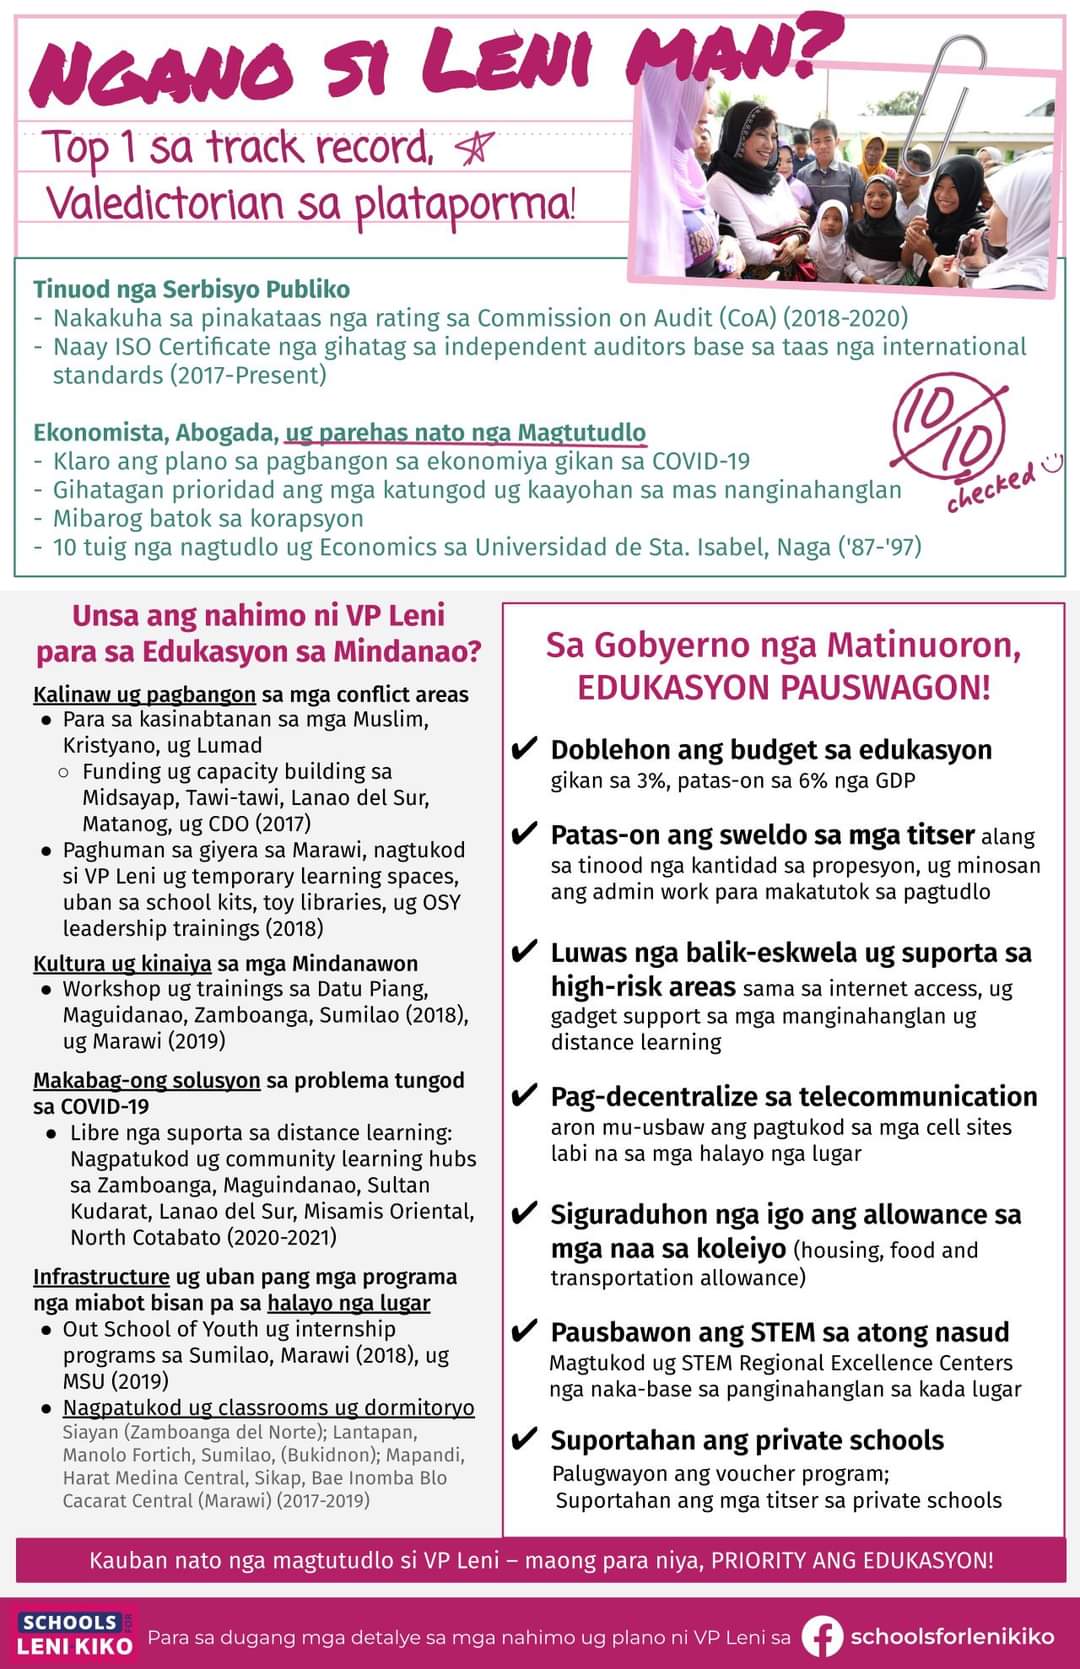 Ngano si Leni man?
Top 1 sa track record,
Valedictorian sa plataporma!
Tinuod nga Serbisyo Publiko
- Nakakuha sa pinakataas nga rating sa Commission on Audit (CoA) (2018-2020)
- Naay ISO Certificate nga gihatag sa independent auditors base sa taas nga international
standards (2017-Present)
Ekonomista, Abogada, ug parehas nato nga Magtutudlo
- Klaro ang plano sa pagbangon sa ekonomiya gikan sa COVID-19
- Gihatagan prioridad ang mga katungod ug kaayohan sa mas nanginahanglan
- Mibarog batok sa korapsyon
- 10 tuig nga nagtudlo ug Economics sa Universidad de Sta. Isabel, Naga ('87-'97)
10/10
checked
Unsa ang nahimo ni VP Leni
para sa Edukasyon sa Mindanao?
Kalinaw ug pagbangon sa mga conflict areas
● Para sa kasinabtanan sa mga Muslim,
Kristyano, ug Lumad
○ Funding ug capacity building sa
Midsayap, Tawi-tawi, Lanao del Sur,
Matanog, ug CDO (2017)
● Paghuman sa giyera sa Marawi, nagtukod
si VP Leni ug temporary learning spaces,
uban sa school kits, toy libraries, ug OSY
leadership trainings (2018)
Kultura ug kinaiya sa mga Mindanawon
● Workshop ug trainings sa Datu Piang,
Maguidanao, Zamboanga, Sumilao (2018),
ug Marawi (2019)
Makabag-ong solusyon sa problema tungod
sa COVID-19
● Libre nga suporta sa distance learning:
Nagpatukod ug community learning hubs
sa Zamboanga, Maguindanao, Sultan
Kudarat, Lanao del Sur, Misamis Oriental,
North Cotabato (2020-2021)
Infrastructure ug uban pang mga programa
nga miabot bisan pa sa halayo nga lugar
● Out School of Youth ug internship
programs sa Sumilao, Marawi (2018), ug
MSU (2019)
● Nagpatukod ug classrooms ug dormitoryo
Siayan (Zamboanga del Norte); Lantapan,
Manolo Fortich, Sumilao, (Bukidnon); Mapandi,
Harat Medina Central, Sikap, Bae Inomba Blo
Cacarat Central (Marawi) (2017-2019)
Sa Gobyerno nga Matinuoron,
EDUKASYON PAUSWAGON!
✔ Doblehon ang budget sa edukasyon
gikan sa 3%, patas-on sa 6% nga GDP
✔ Patas-on ang sweldo sa mga titser alang
sa tinood nga kantidad sa propesyon, ug minosan
ang admin work para makatutok sa pagtudlo
✔ Luwas nga balik-eskwela ug suporta sa
high-risk areas sama sa internet access, ug
gadget support sa mga manginahanglan ug
distance learning
✔ Pag-decentralize sa telecommunication
aron mu-usbaw ang pagtukod sa mga cell sites
labi na sa mga halayo nga lugar
✔ Siguraduhon nga igo ang allowance sa
mga naa sa koleiyo (housing, food and
transportation allowance)
✔ Pausbawon ang STEM sa atong nasud
Magtukod ug STEM Regional Excellence Centers
nga naka-base sa panginahanglan sa kada lugar
✔ Suportahan ang private schools
Palugwayon ang voucher program;
Suportahan ang mga titser sa private schools
Kauban nato nga magtutudlo si VP Leni – maong para niya, PRIORITY ANG EDUKASYON!
SCHOOLS FOR
LENI KIKO
Para sa dugang mga detalye sa mga nahimo ug plano ni VP Leni sa schoolsforlenikiko